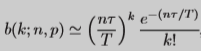 b(k; n, p) ≃ (nτ/T)^k e^{-(nτ/T)}/k!